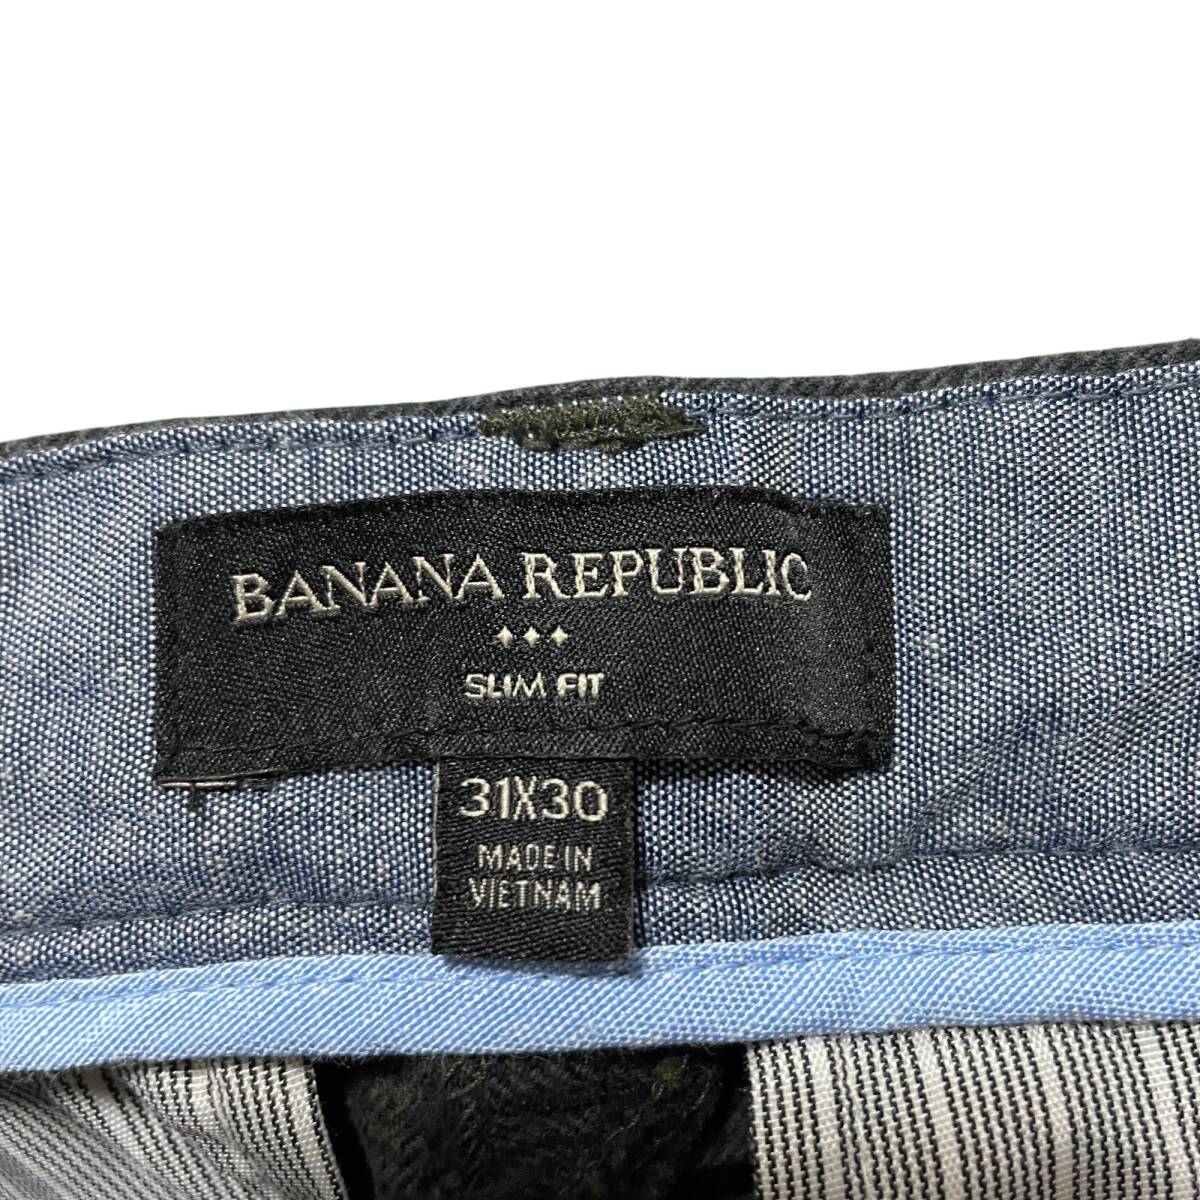 BANANA REPUBLIC
SLIM FIT
31X30
MADE IN
VIETNAM